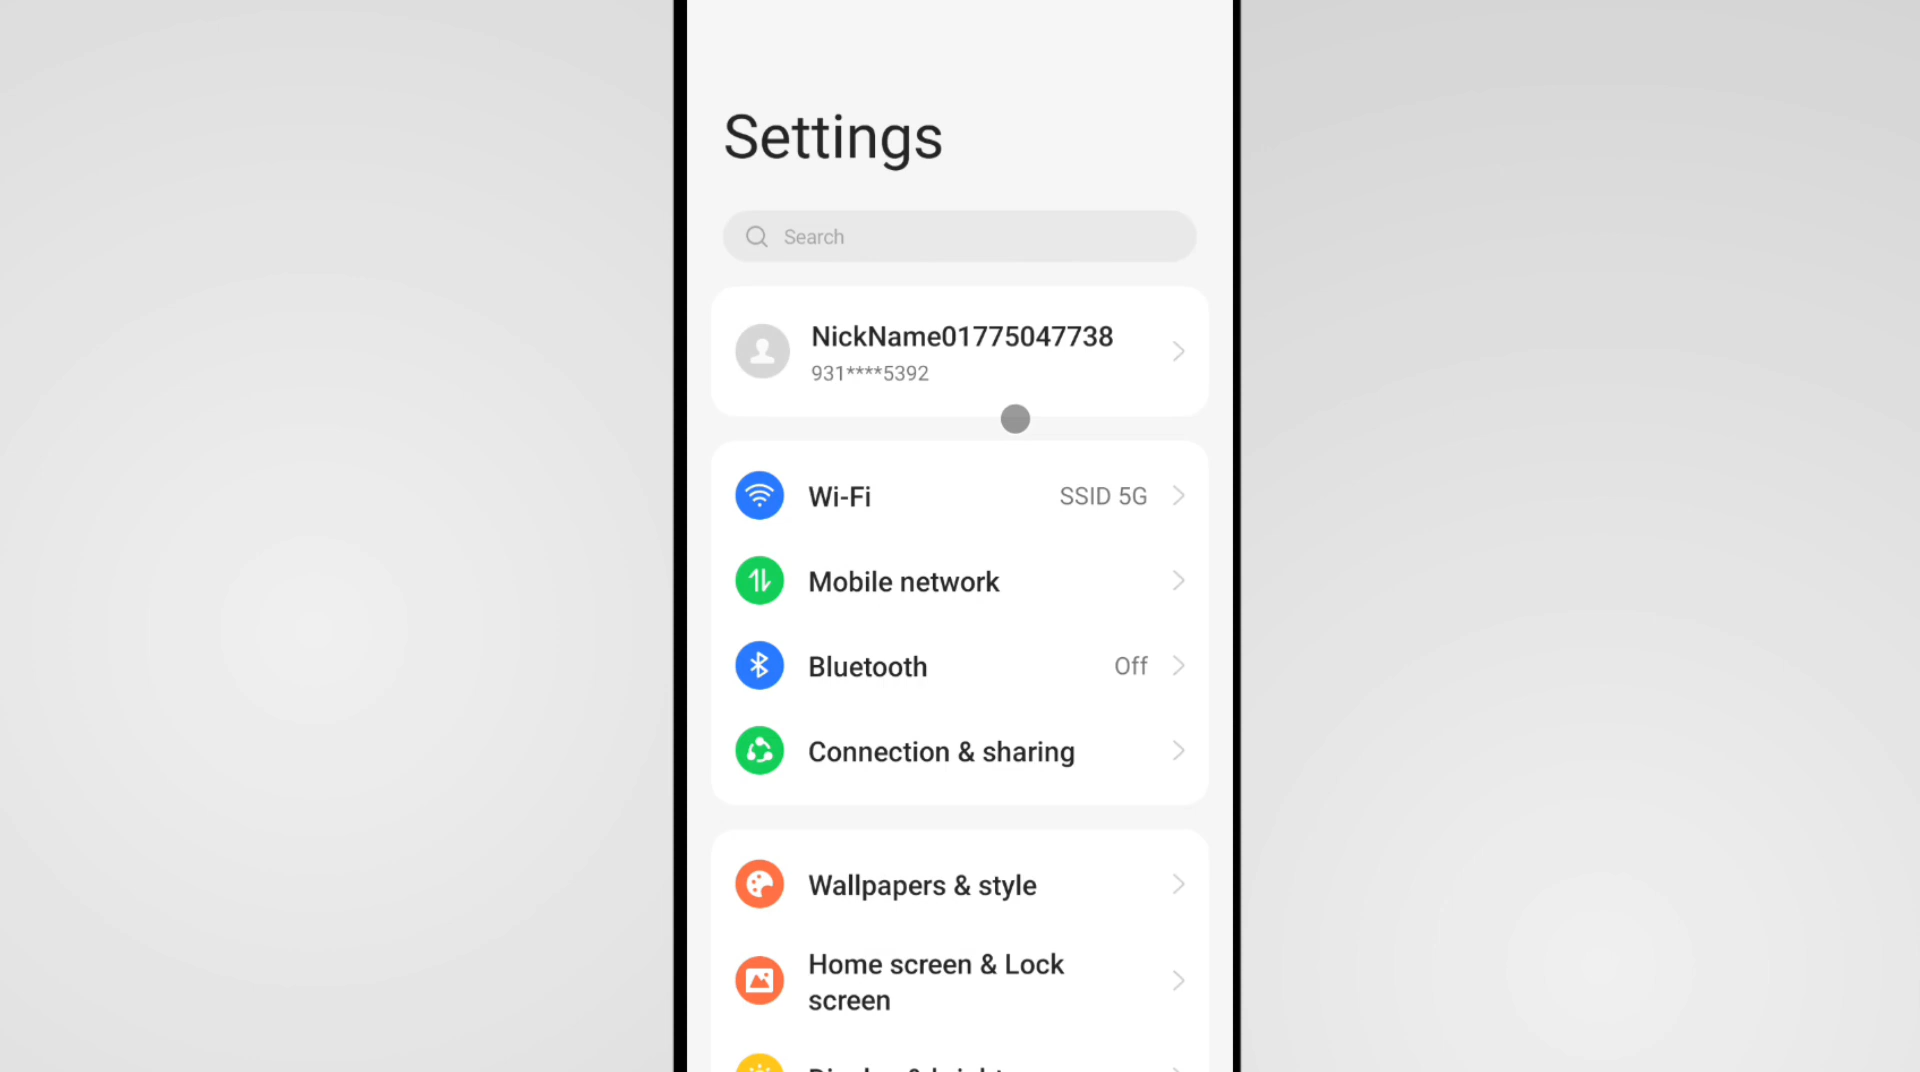 Settings
Search
NickName01775047738
931****5392
Wi-Fi
SSID 5G
Mobile network
Bluetooth
Off
Connection & sharing
Wallpapers & style
Home screen & Lock
screen